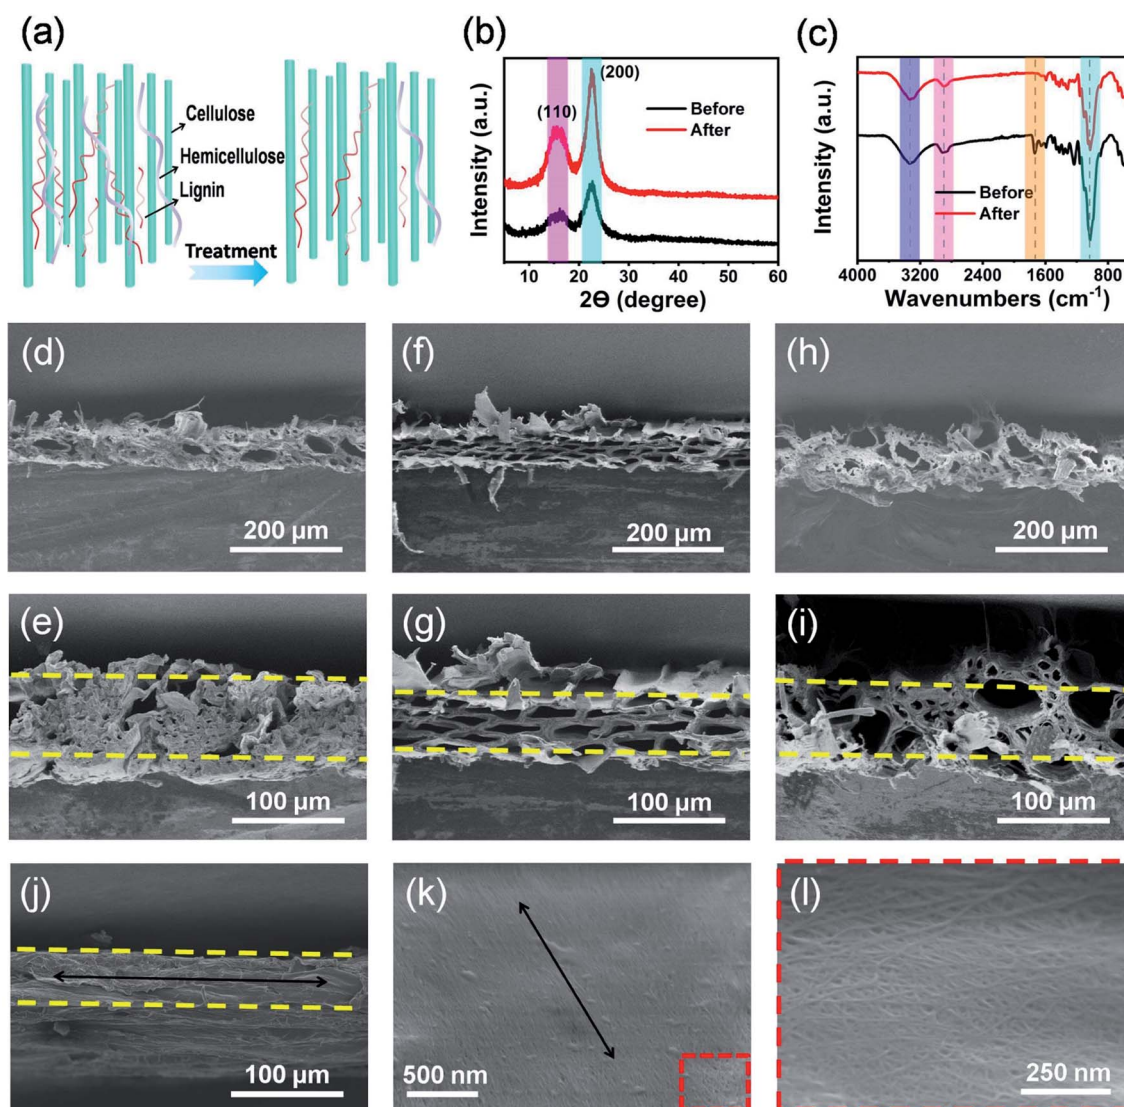 (a)
Cellulose
Hemicellulose
Lignin
Treatment
(b)
Intensity (a.u.)
(110)
(200)
Before
After
10 20 30 40 50 60
2Θ (degree)
(c)
Intensity (a.u.)
Before
After
4000 3200 2400 1600 800
Wavenumbers (cm⁻¹)
(d)
200 μm
(f)
200 μm
(h)
200 μm
(e)
100 μm
(g)
100 μm
(i)
100 μm
(j)
100 μm
(k)
500 nm
(l)
250 nm